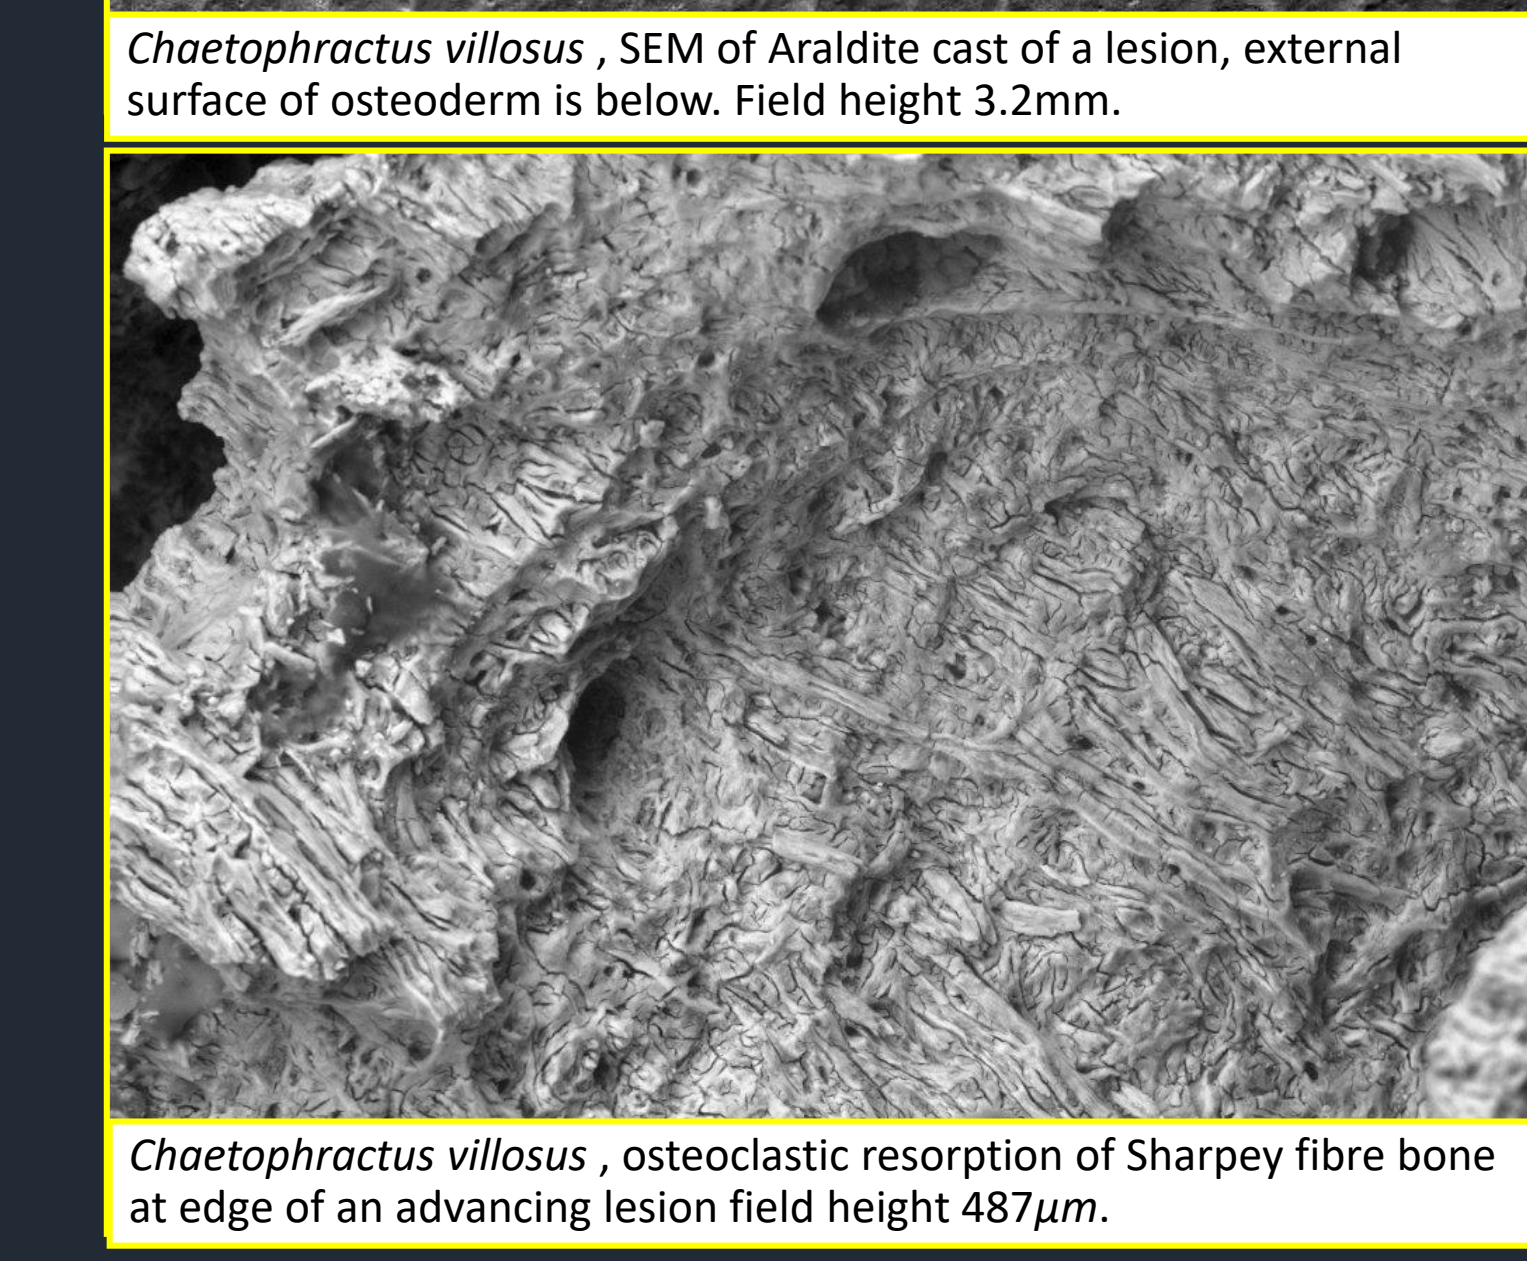 Chaetophractus villosus , SEM of Araldite cast of a lesion, external
surface of osteoderm is below. Field height 3.2mm.
Chaetophractus villosus , osteoclastic resorption of Sharpey fibre bone
at edge of an advancing lesion field height 487μm.